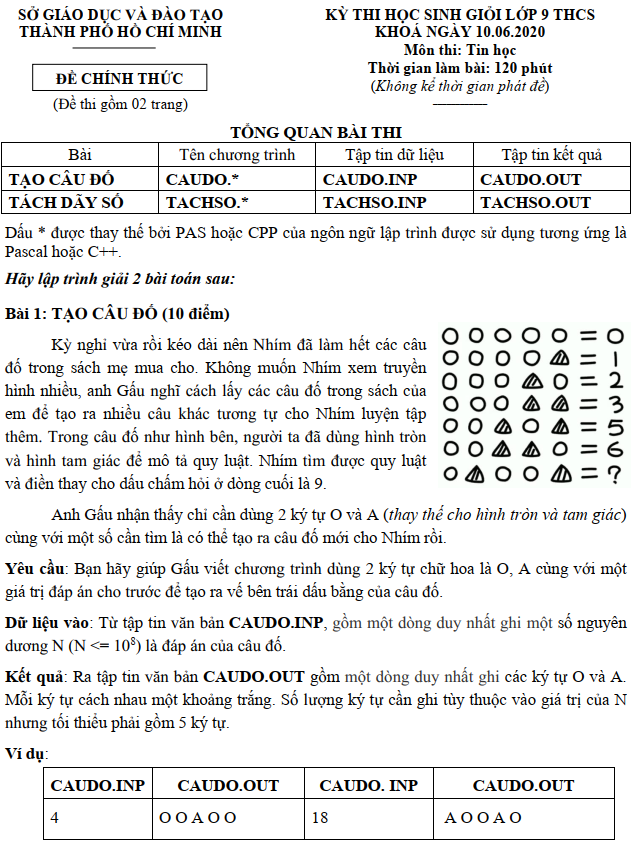 SỞ GIÁO DỤC VÀ ĐÀO TẠO
THÀNH PHỐ HỒ CHÍ MINH
ĐỀ CHÍNH THỨC
(Đề thi gồm 02 trang)
KỲ THI HỌC SINH GIỎI LỚP 9 THCS
KHOÁ NGÀY 10.06.2020
Môn thi: Tin học
Thời gian làm bài: 120 phút
(Không kể thời gian phát đề)
TỔNG QUAN BÀI THI
Bài Tên chương trình Tập tin dữ liệu Tập tin kết quả
TẠO CÂU ĐỐ CAUDO.* CAUDO.INP CAUDO.OUT
TÁCH DÃY SỐ TACHSO.* TACHSO.INP TACHSO.OUT
Dấu * được thay thế bởi PAS hoặc CPP của ngôn ngữ lập trình được sử dụng tương ứng là
Pascal hoặc C++.
Hãy lập trình giải 2 bài toán sau:
Bài 1: TẠO CÂU ĐỐ (10 điểm)
Kỳ nghỉ vừa rồi kéo dài nên Nhím đã làm hết các câu
đố trong sách mẹ mua cho. Không muốn Nhím xem truyền
hình nhiều, anh Gấu nghĩ cách lấy các câu đố trong sách của
em để tạo ra nhiều câu khác tương tự cho Nhím luyện tập
thêm. Trong câu đố như hình bên, người ta đã dùng hình tròn
và hình tam giác để mô tả quy luật. Nhím tìm được quy luật
và điền thay cho dấu chấm hỏi ở dòng cuối là 9.
= 0
= 1
= 2
= 3
= 5
= 6
= ?
Anh Gấu nhận thấy chỉ cần dùng 2 ký tự O và A (thay thế cho hình tròn và tam giác)
cùng với một số cần tìm là có thể tạo ra câu đố mới cho Nhím rồi.
Yêu cầu: Bạn hãy giúp Gấu viết chương trình dùng 2 ký tự chữ hoa là O, A cùng với một
giá trị đáp án cho trước để tạo ra vế bên trái dấu bằng của câu đố.
Dữ liệu vào: Từ tập tin văn bản CAUDO.INP, gồm một dòng duy nhất ghi một số nguyên
dương N (N <= 10⁸) là đáp án của câu đố.
Kết quả: Ra tập tin văn bản CAUDO.OUT gồm một dòng duy nhất ghi các ký tự O và A.
Mỗi ký tự cách nhau một khoảng trắng. Số lượng ký tự cần ghi tùy thuộc vào giá trị của N
nhưng tối thiểu phải gồm 5 ký tự.
Ví dụ:
CAUDO.INP CAUDO.OUT CAUDO. INP CAUDO.OUT
4 O O A O O 18 A O O A O